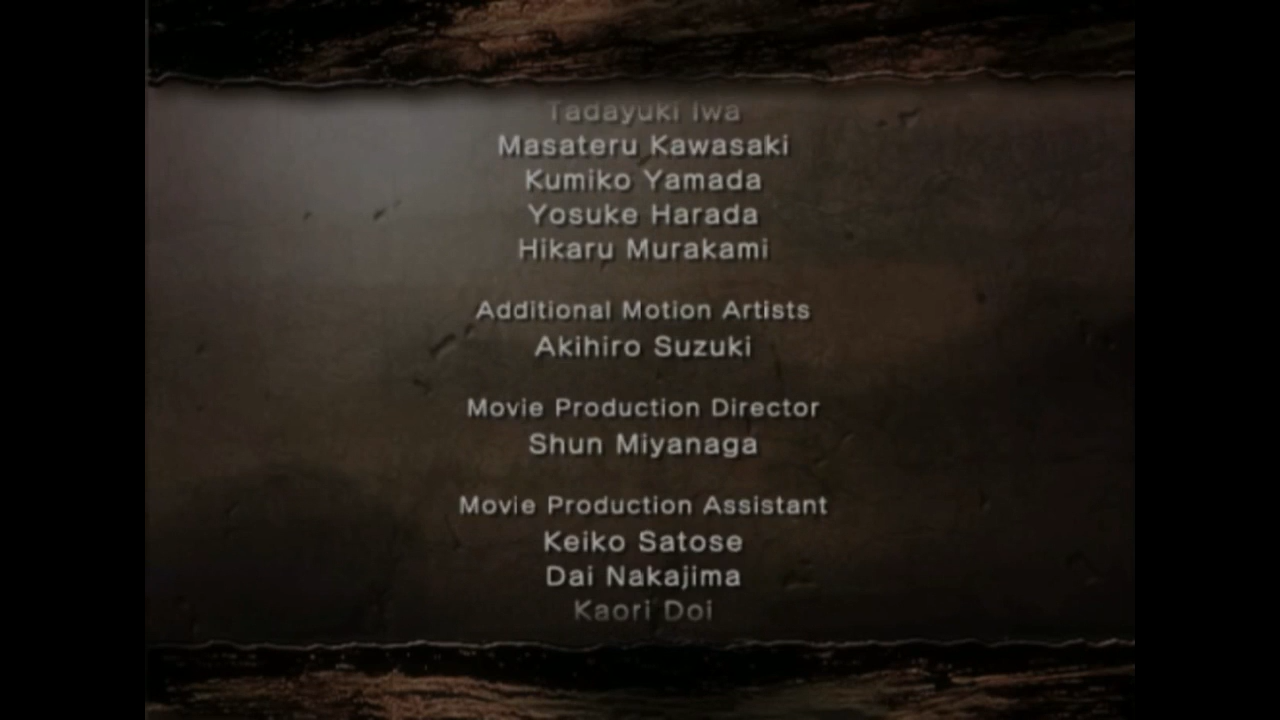 Tadayuki Iwa
Masateru Kawasaki
Kumiko Yamada
Yosuke Harada
Hikaru Murakami
Additional Motion Artists
Akihiro Suzuki
Movie Production Director
Shun Miyanaga
Movie Production Assistant
Keiko Satose
Dai Nakajima
Kaori Doi